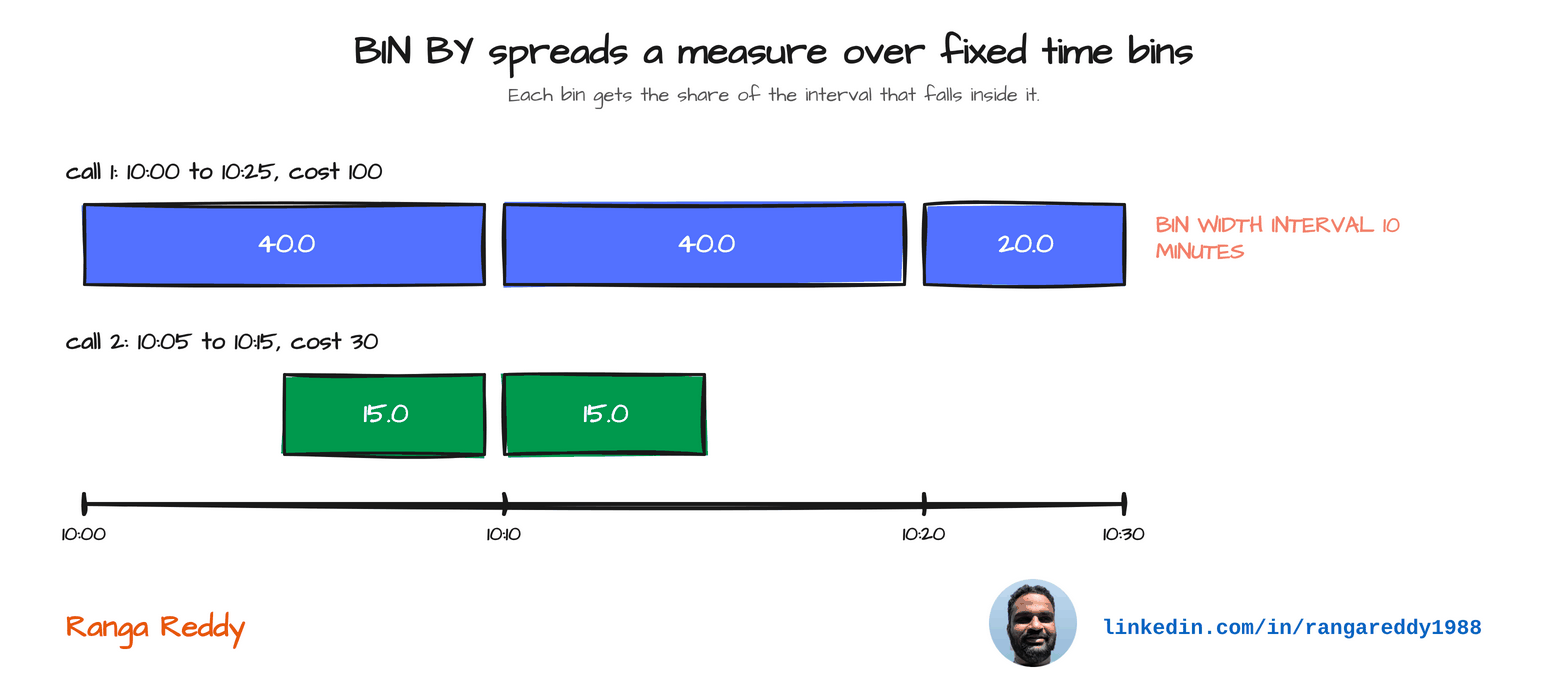 BIN BY spreads a measure over fixed time bins
Each bin gets the share of the interval that falls inside it.
call 1: 10:00 to 10:25, cost 100
40.0
40.0
20.0
BIN WIDTH INTERVAL 10
MINUTES
call 2: 10:05 to 10:15, cost 30
15.0
15.0
10:00
10:10
10:20
10:30
Ranga Reddy
linkedin.com/in/rangareddy1988